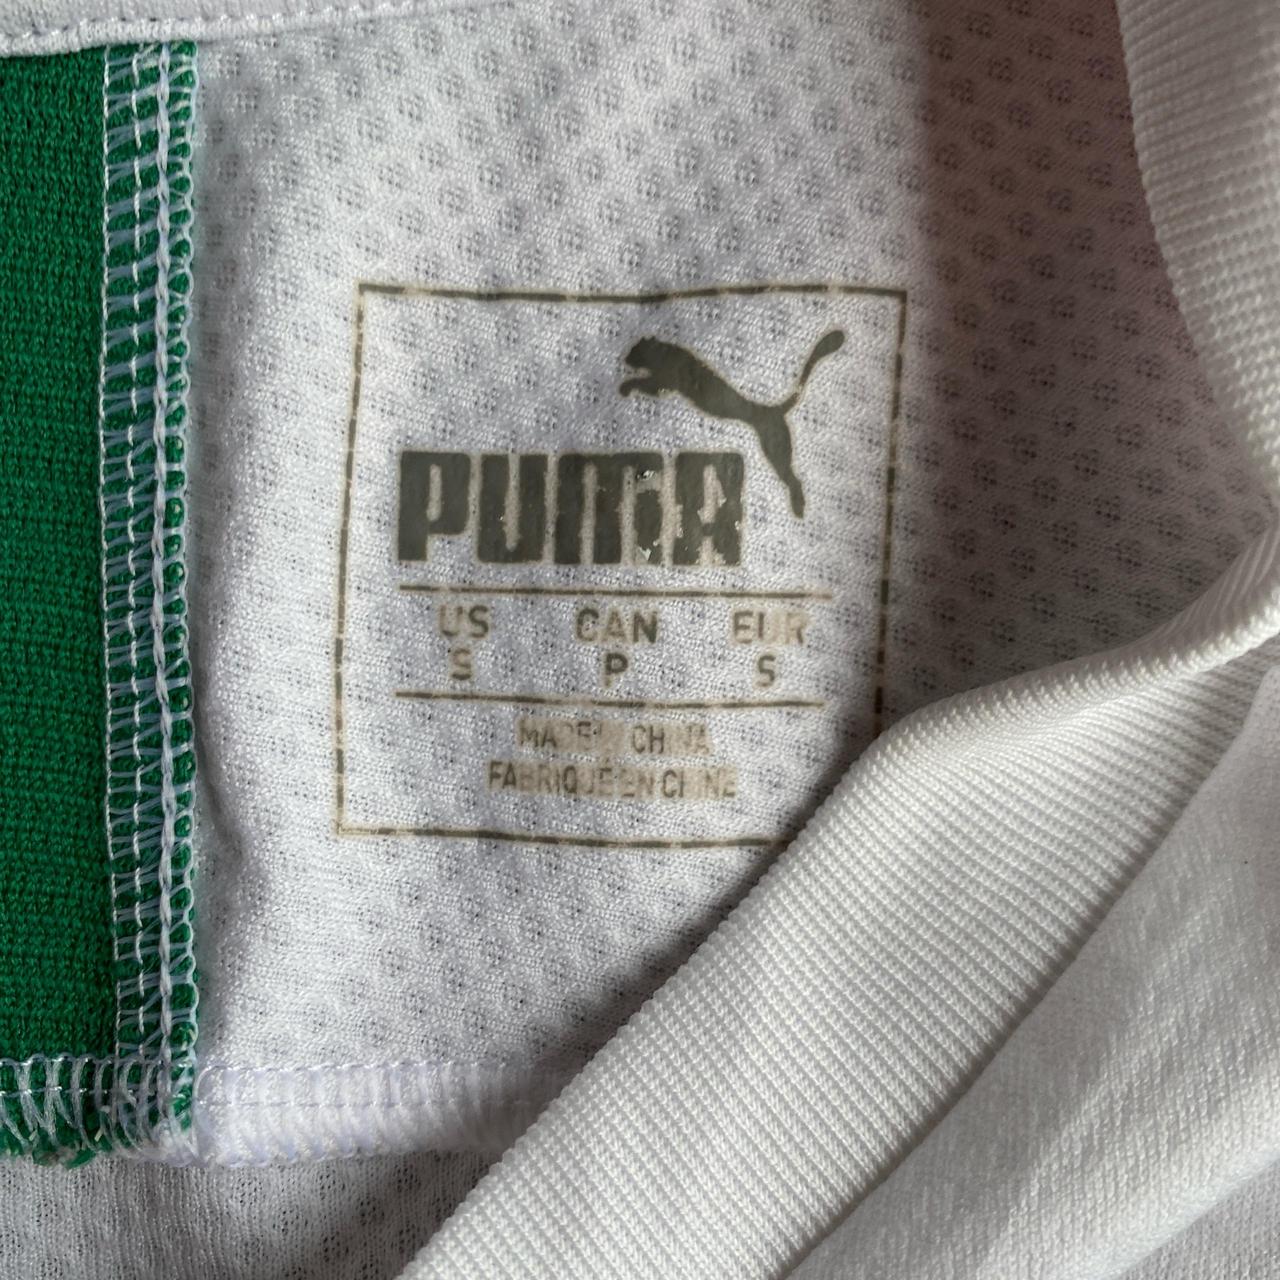 PUMA
US CAN EUR
S P S
MADE IN CHINA
FABRIQUÉ EN CHINE